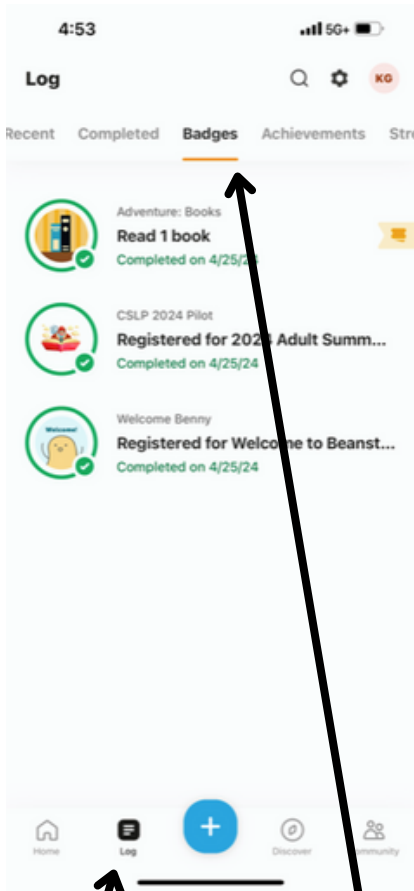 4:53
5G+
Log
KG
Recent Completed Badges Achievements Stre
Adventure: Books
Read 1 book
Completed on 4/25/24
CSLP 2024 Pilot
Registered for 2024 Adult Summ...
Completed on 4/25/24
Welcome!
Welcome Benny
Registered for Welcome to Beanst...
Completed on 4/25/24
Home Log Discover Community